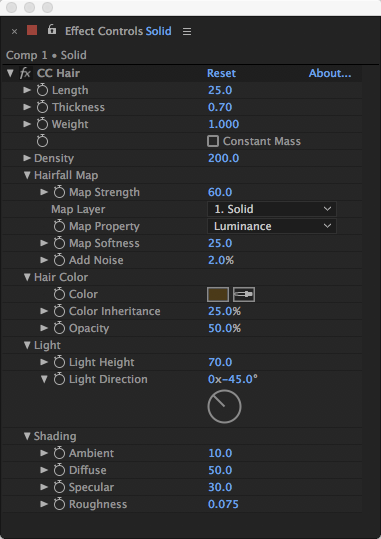 Effect Controls Solid
Comp 1 • Solid
fx CC Hair Reset About...
Length 25.0
Thickness 0.70
Weight 1.000
Constant Mass
Density 200.0
Hairfall Map
Map Strength 60.0
Map Layer 1. Solid
Map Property Luminance
Map Softness 25.0
Add Noise 2.0%
Hair Color
Color
Color Inheritance 25.0%
Opacity 50.0%
Light
Light Height 70.0
Light Direction 0x-45.0°
Shading
Ambient 10.0
Diffuse 50.0
Specular 30.0
Roughness 0.075